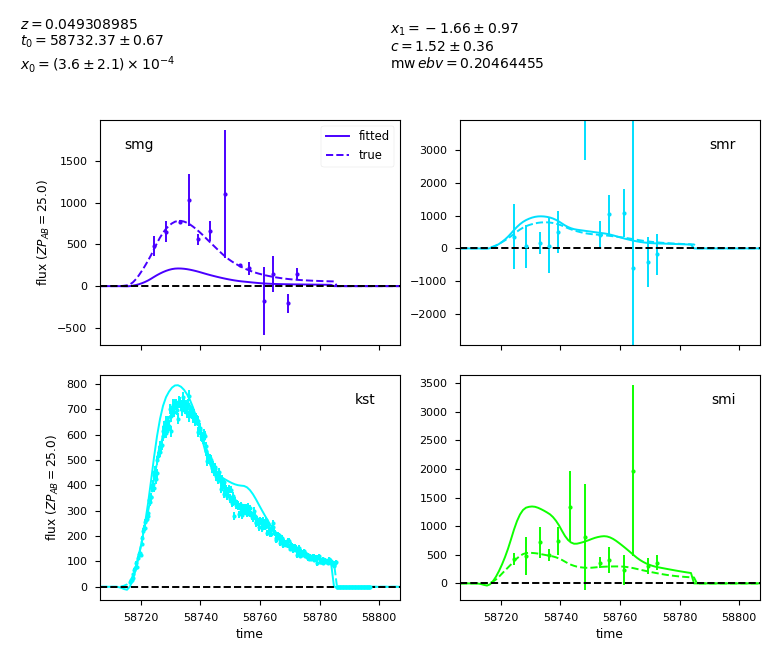 z = 0.049308985
t₀ = 58732.37 ± 0.67
x₀ = (3.6 ± 2.1) × 10⁻⁴
x₁ = −1.66 ± 0.97
c = 1.52 ± 0.36
mw ebv = 0.20464455
smg
fitted
true
1500
1000
500
0
−500
flux (ZP_AB = 25.0)
smr
3000
2000
1000
0
−1000
−2000
kst
800
700
600
500
400
300
200
100
0
flux (ZP_AB = 25.0)
58720 58740 58760 58780 58800
time
smi
3500
3000
2500
2000
1500
1000
500
0
58720 58740 58760 58780 58800
time